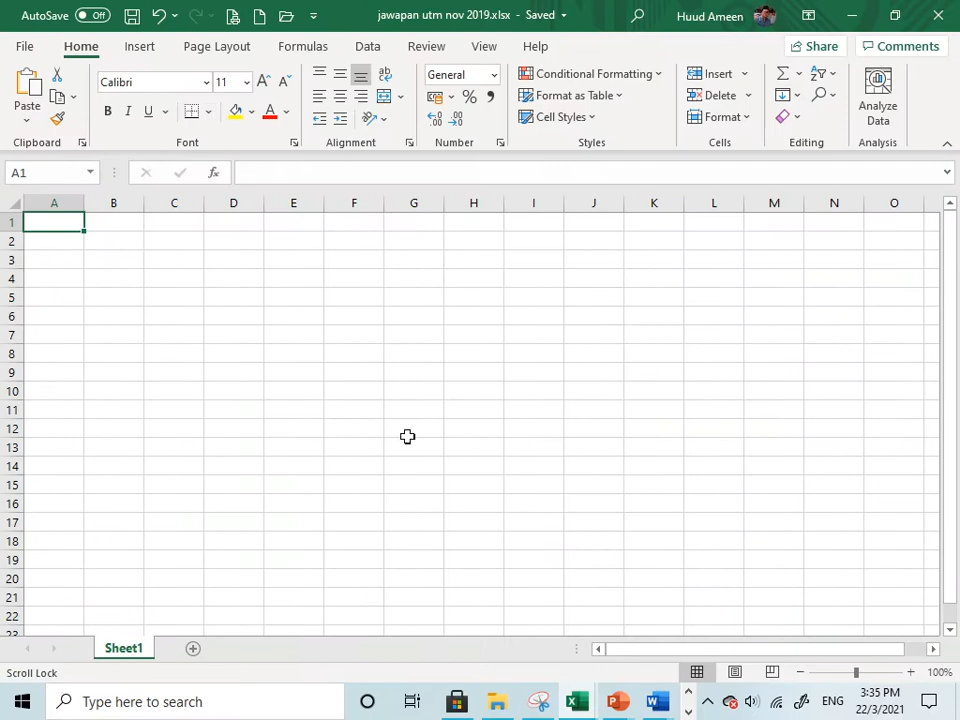 AutoSave Off jawapan utm nov 2019.xlsx - Saved Huud Ameen
File Home Insert Page Layout Formulas Data Review View Help Share Comments
Paste Calibri 11 General Conditional Formatting Insert Analyze Data
B I U A % Format as Table Delete
Cell Styles Format
Clipboard Font Alignment Number Styles Cells Editing Analysis
A1 fx
A B C D E F G H I J K L M N O
1
2
3
4
5
6
7
8
9
10
11
12
13
14
15
16
17
18
19
20
21
22
23
Sheet1
Scroll Lock 100%
Type here to search ENG 3:35 PM
22/3/2021